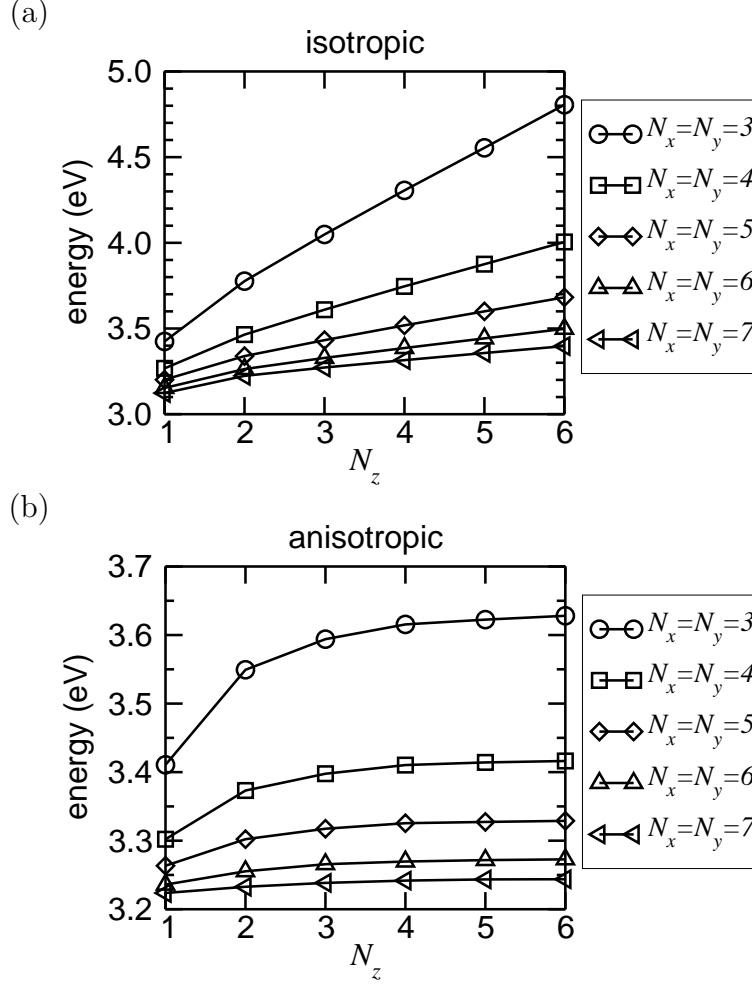 (a)
isotropic
5.0
4.5
4.0
3.5
3.0
energy (eV)
1 2 3 4 5 6
N_z
N_x=N_y=3
N_x=N_y=4
N_x=N_y=5
N_x=N_y=6
N_x=N_y=7
(b)
anisotropic
3.7
3.6
3.5
3.4
3.3
3.2
energy (eV)
1 2 3 4 5 6
N_z
N_x=N_y=3
N_x=N_y=4
N_x=N_y=5
N_x=N_y=6
N_x=N_y=7